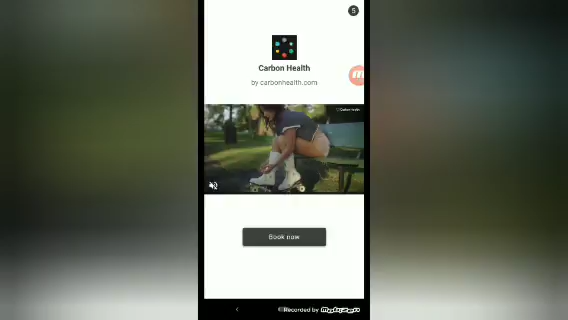 5
Carbon Health
by carbonhealth.com
Book now
Recorded by